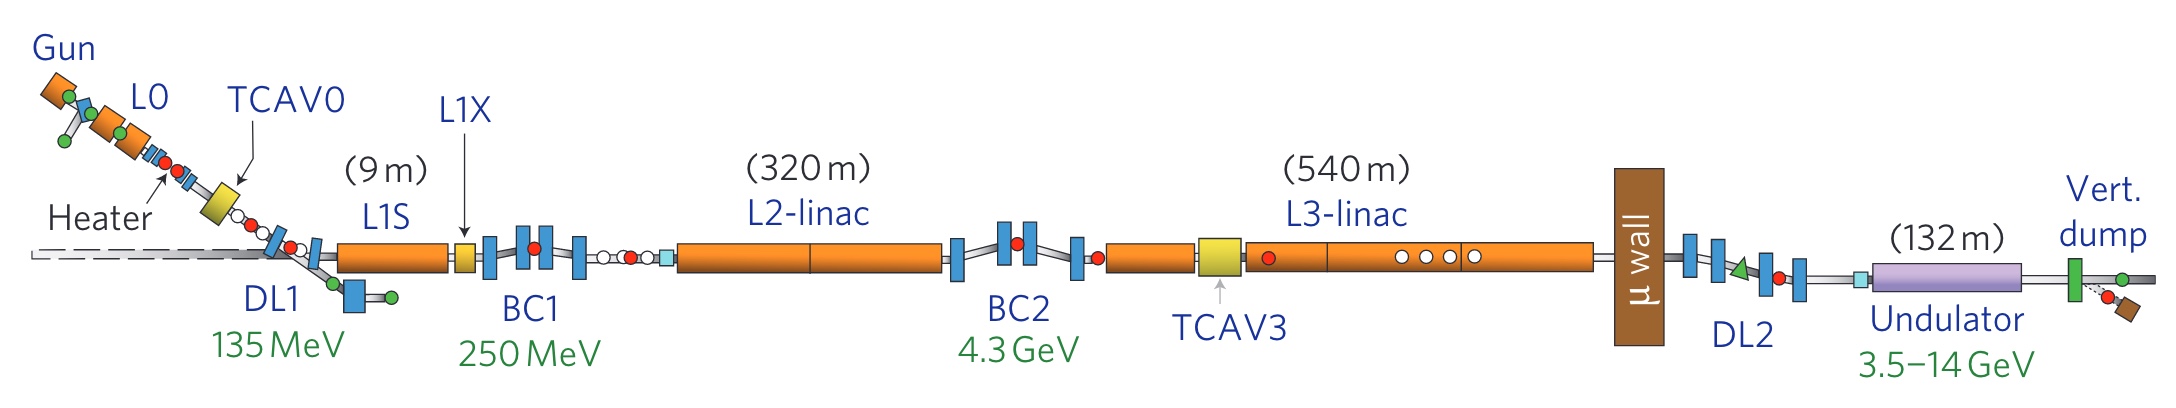 Gun
L0
TCAV0
Heater
DL1
135 MeV
(9 m)
L1S
L1X
BC1
250 MeV
(320 m)
L2-linac
BC2
4.3 GeV
TCAV3
(540 m)
L3-linac
µ wall
DL2
(132 m)
Undulator
3.5–14 GeV
Vert.
dump